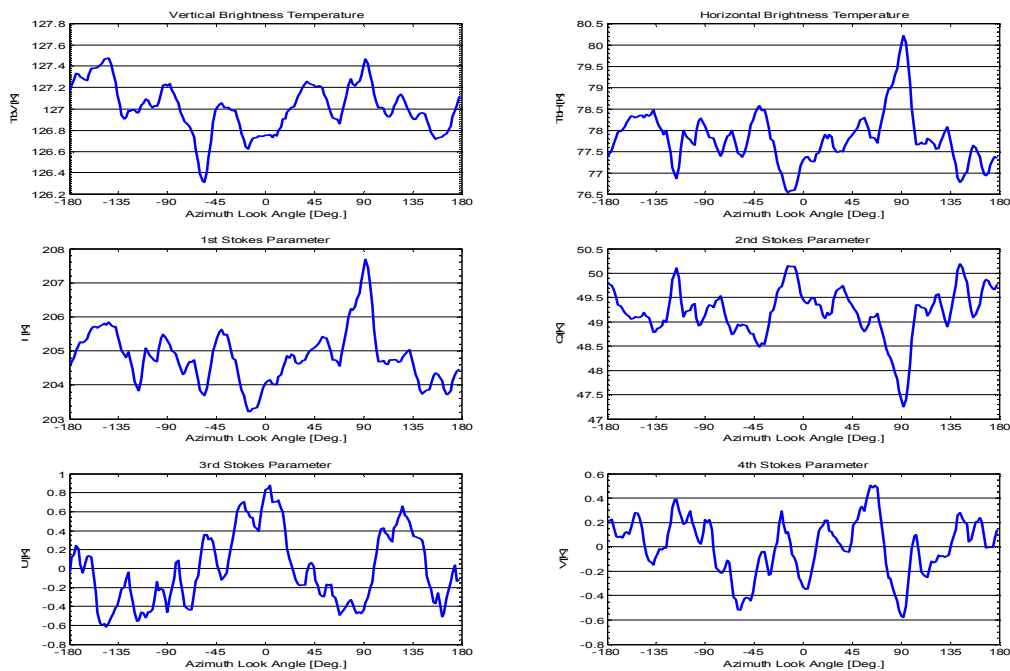 Vertical Brightness Temperature
127.8
127.6
127.4
127.2
127
126.8
126.6
126.4
126.2
TbV[K]
-180 -135 -90 -45 0 45 90 135 180
Azimuth Look Angle [Deg.]
Horizontal Brightness Temperature
80.5
80
79.5
79
78.5
78
77.5
77
76.5
TbH[K]
-180 -135 -90 -45 0 45 90 135 180
Azimuth Look Angle [Deg.]
1st Stokes Parameter
208
207
206
205
204
203
I [K]
-180 -135 -90 -45 0 45 90 135 180
Azimuth Look Angle [Deg.]
2nd Stokes Parameter
50.5
50
49.5
49
48.5
48
47.5
47
Q[K]
-180 -135 -90 -45 0 45 90 135 180
Azimuth Look Angle [Deg.]
3rd Stokes Parameter
1
0.8
0.6
0.4
0.2
0
-0.2
-0.4
-0.6
-0.8
U[K]
-180 -135 -90 -45 0 45 90 135 180
Azimuth Look Angle [Deg.]
4th Stokes Parameter
0.6
0.4
0.2
0
-0.2
-0.4
-0.6
-0.8
V[K]
-180 -135 -90 -45 0 45 90 135 180
Azimuth Look Angle [Deg.]